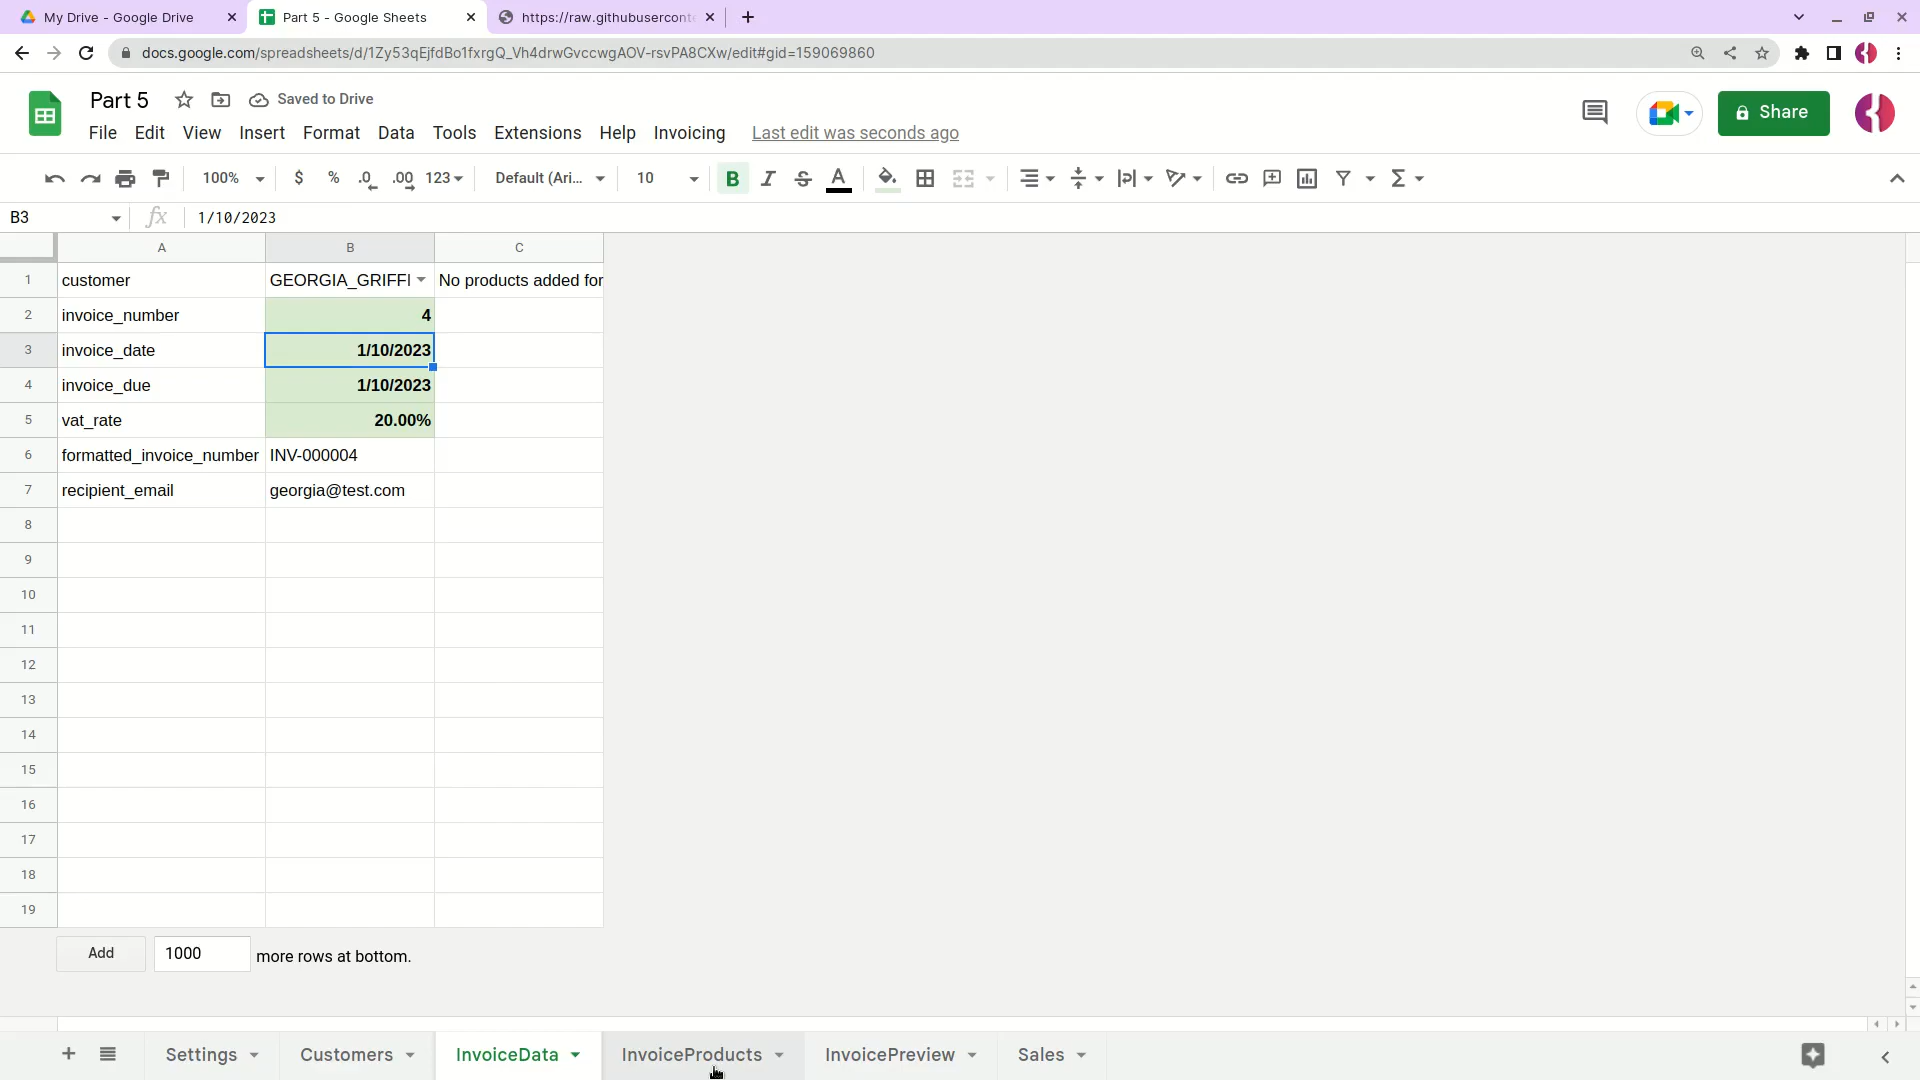 My Drive - Google Drive
Part 5 - Google Sheets
https://raw.githubusercont
docs.google.com/spreadsheets/d/1Zy53qEjfdBo1fxrgQ_Vh4drwGvccwgAOV-rsvPA8CXw/edit#gid=159069860
Part 5
Saved to Drive
File Edit View Insert Format Data Tools Extensions Help Invoicing Last edit was seconds ago
Share
100% $ % .0 .00 123 Default (Ari... 10 B I S A Σ
B3 fx 1/10/2023
A B C
1 customer GEORGIA_GRIFFI No products added for
2 invoice_number 4
3 invoice_date 1/10/2023
4 invoice_due 1/10/2023
5 vat_rate 20.00%
6 formatted_invoice_number INV-000004
7 recipient_email georgia@test.com
8
9
10
11
12
13
14
15
16
17
18
19
Add 1000 more rows at bottom.
Settings Customers InvoiceData InvoiceProducts InvoicePreview Sales